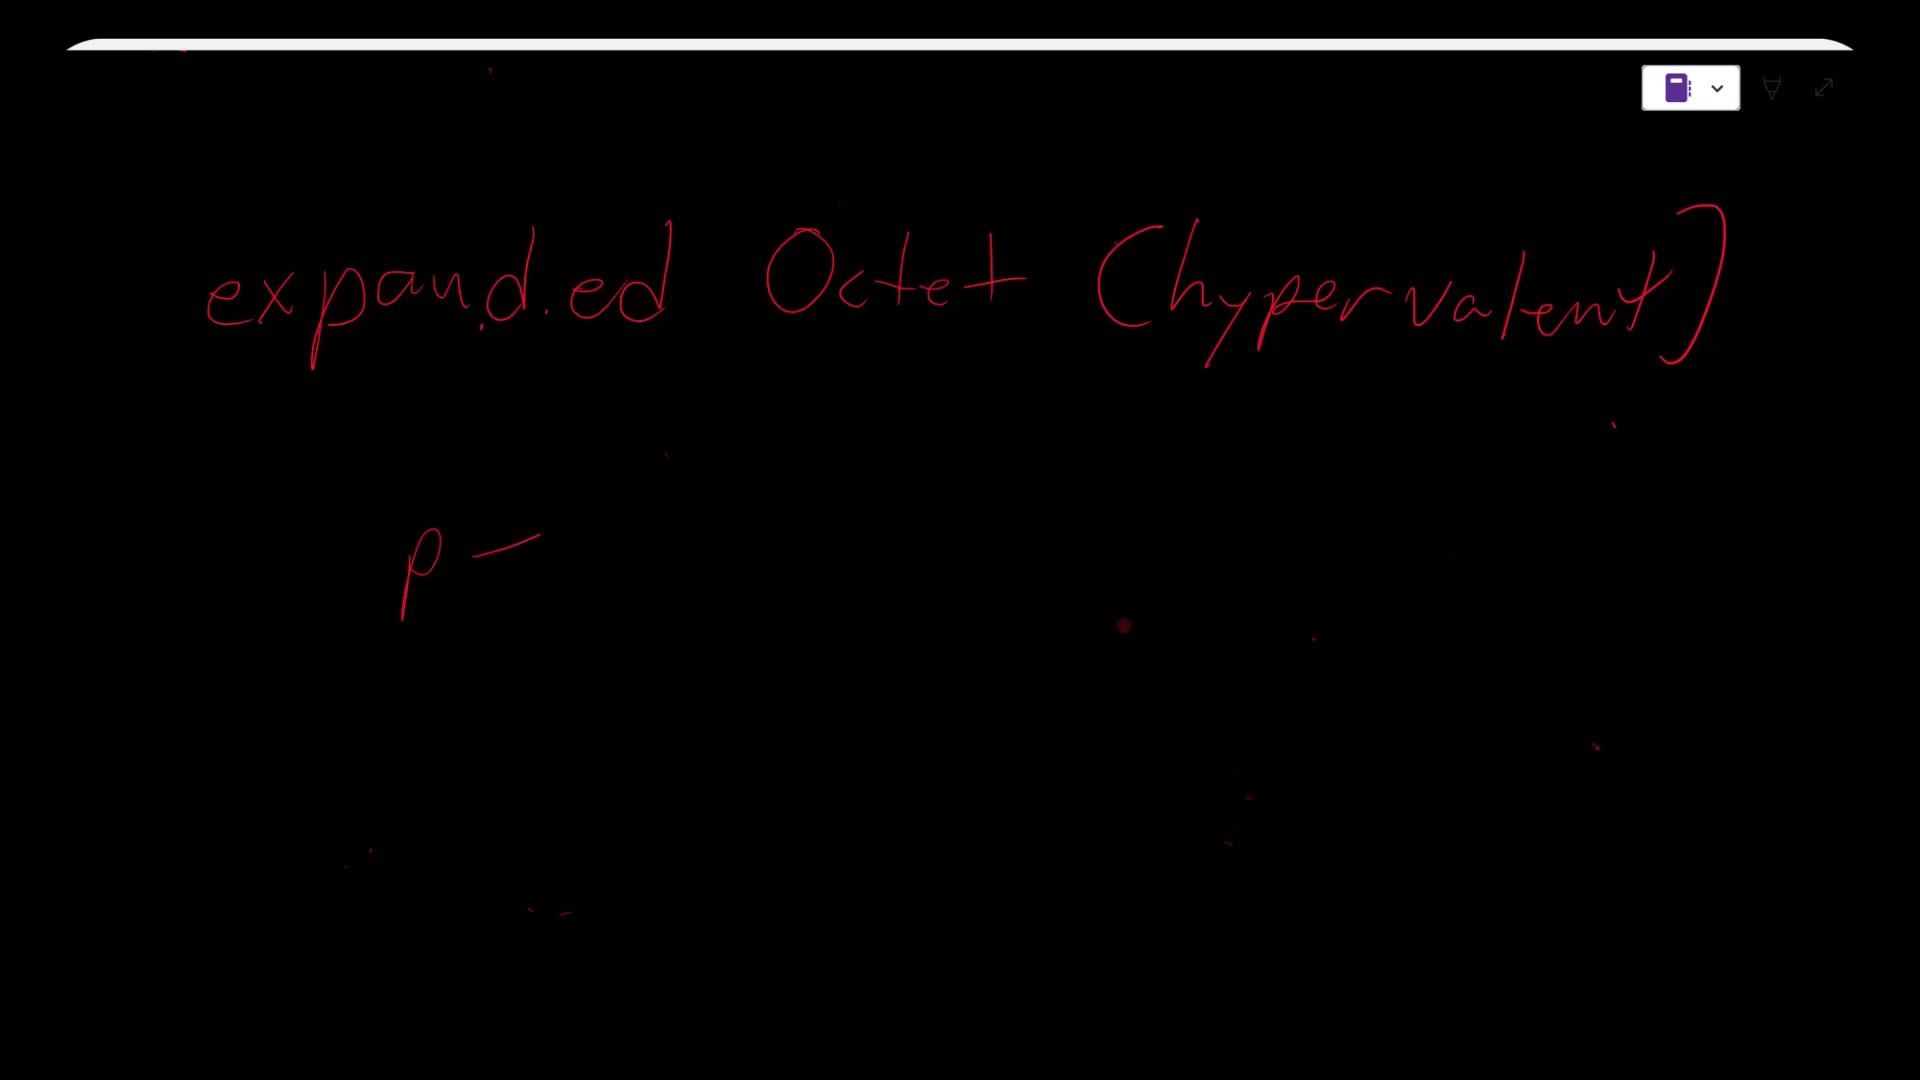 expanded Octet (hypervalent)
P —